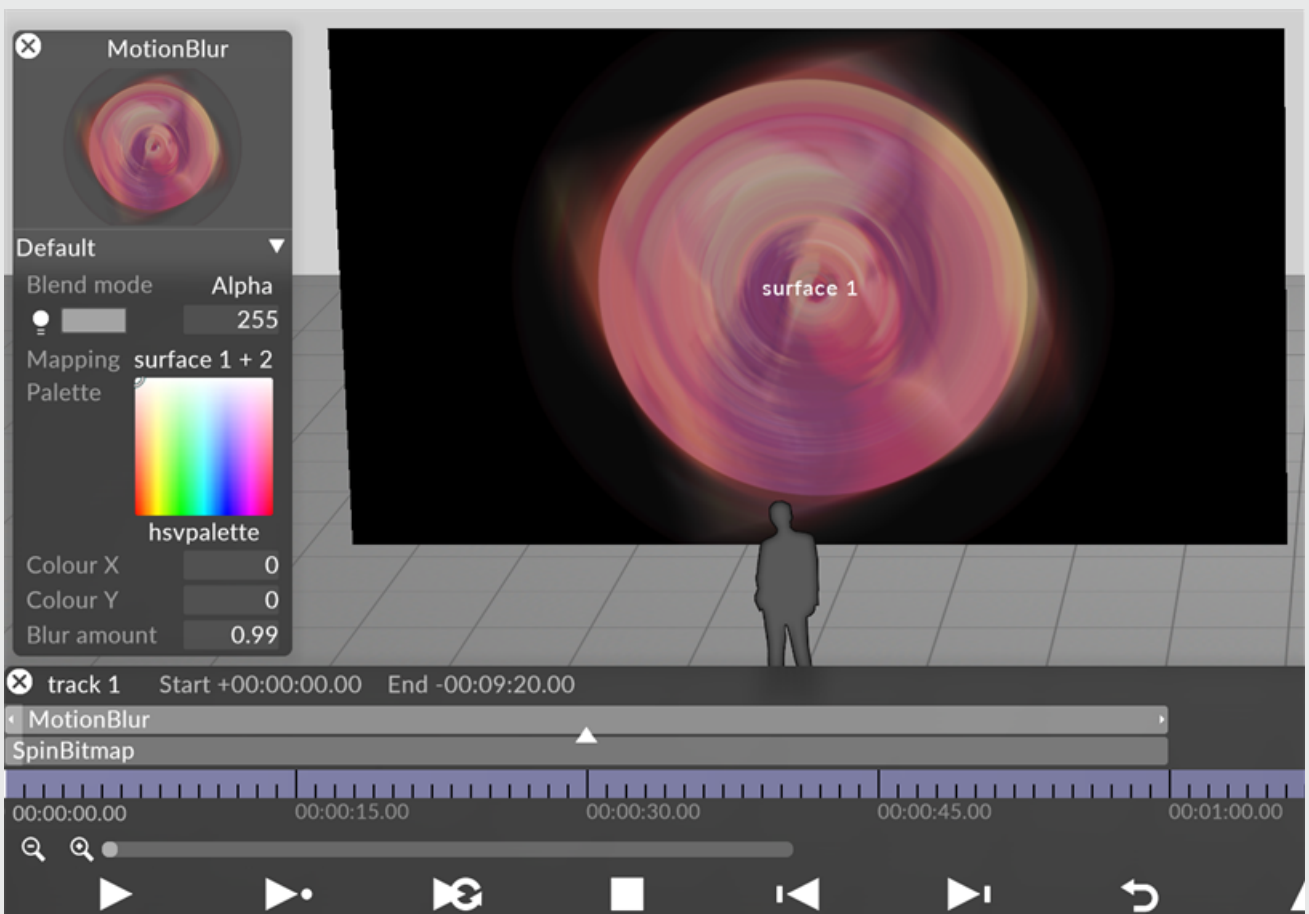 MotionBlur
Default
Blend mode Alpha
255
Mapping surface 1 + 2
Palette
hsvpalette
Colour X 0
Colour Y 0
Blur amount 0.99
surface 1
track 1 Start +00:00:00.00 End -00:09:20.00
MotionBlur
SpinBitmap
00:00:00.00 00:00:15.00 00:00:30.00 00:00:45.00 00:01:00.00